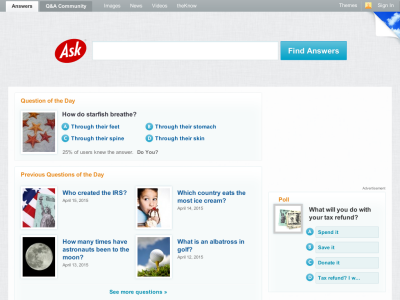 Answers Q&A Community Images News Videos theKnow Themes Sign In
Ask
Find Answers
Question of the Day
How do starfish breathe?
A Through their feet
B Through their stomach
C Through their spine
D Through their skin
25% of users knew the answer. Do You?
Previous Questions of the Day
Who created the IRS?
April 15, 2015
Which country eats the most ice cream?
April 14, 2015
How many times have astronauts been to the moon?
April 13, 2015
What is an albatross in golf?
April 12, 2015
See more questions »
Advertisement
Poll
What will you do with your tax refund?
A Spend it
B Save it
C Donate it
D Tax refund? I w...